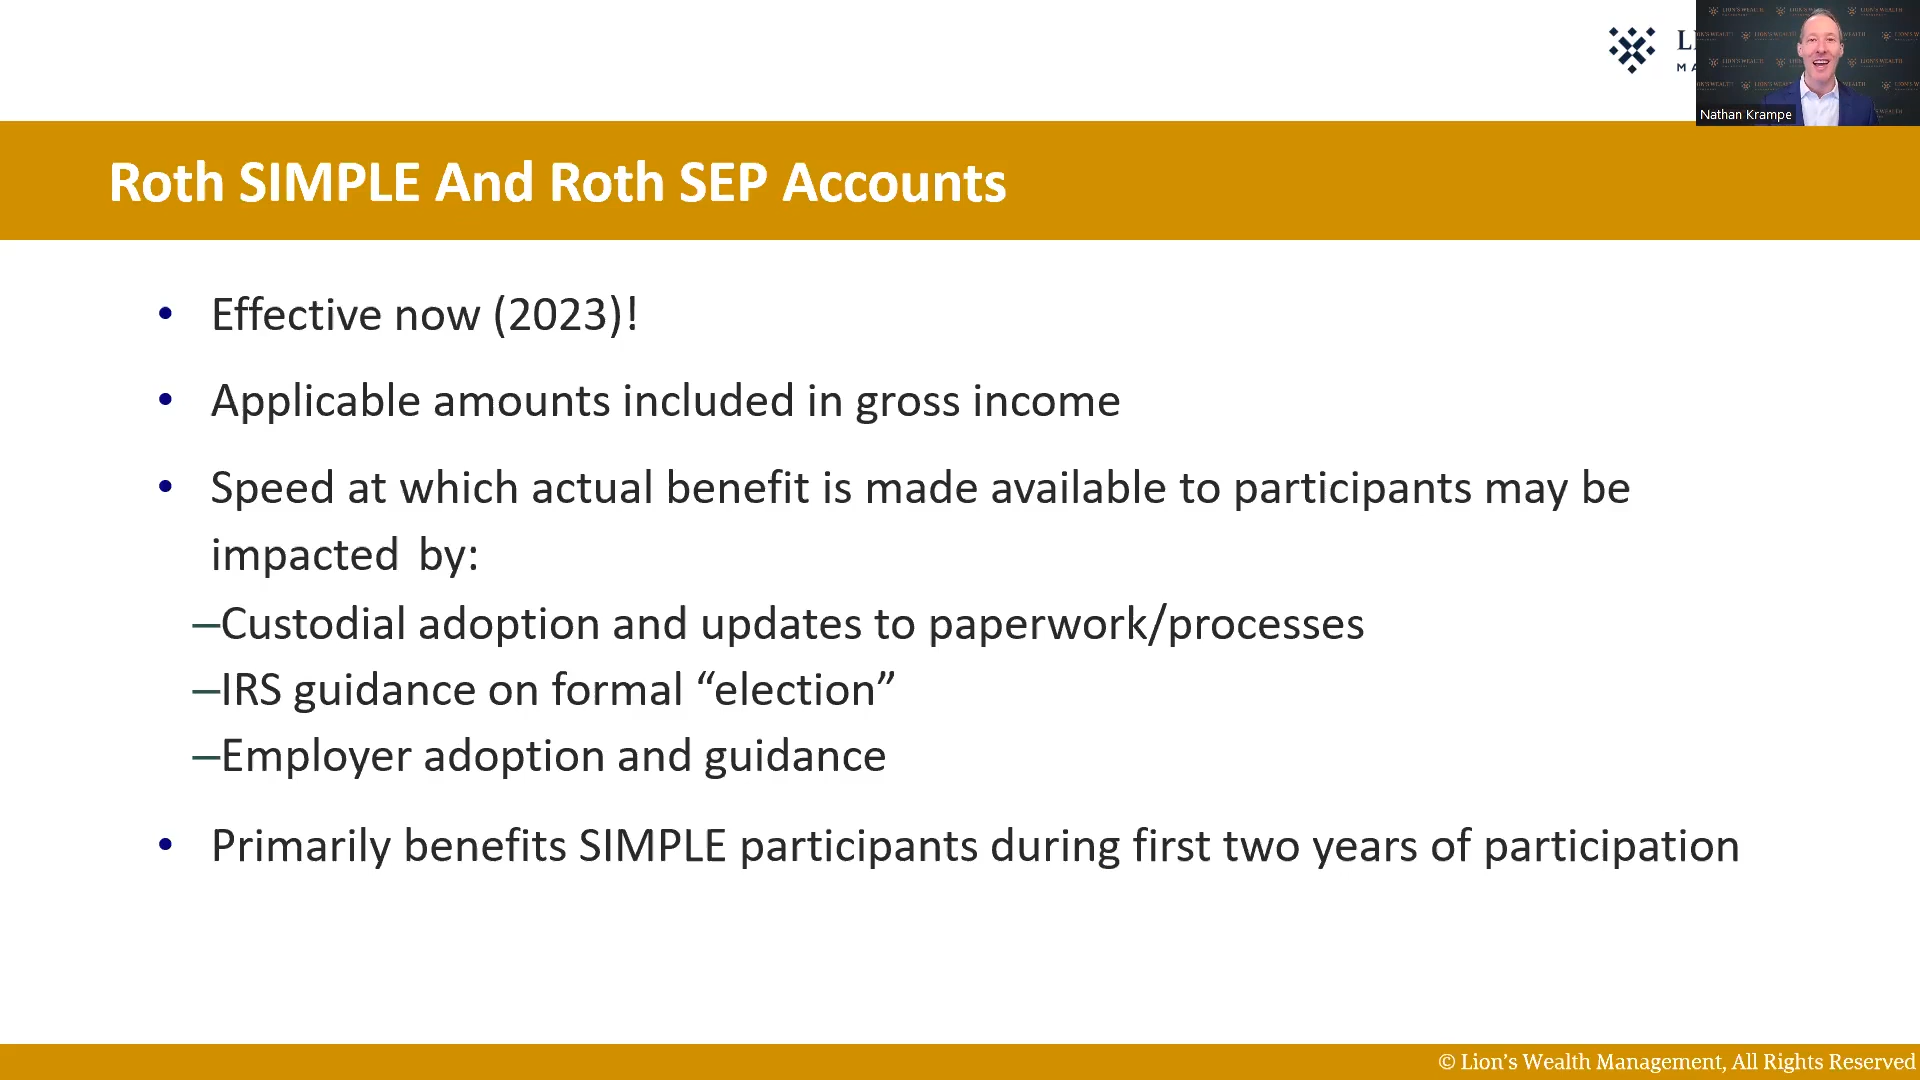 L
MA
Nathan Krampe
Roth SIMPLE And Roth SEP Accounts
• Effective now (2023)!
• Applicable amounts included in gross income
• Speed at which actual benefit is made available to participants may be
impacted by:
–Custodial adoption and updates to paperwork/processes
–IRS guidance on formal “election”
–Employer adoption and guidance
• Primarily benefits SIMPLE participants during first two years of participation
© Lion’s Wealth Management, All Rights Reserved